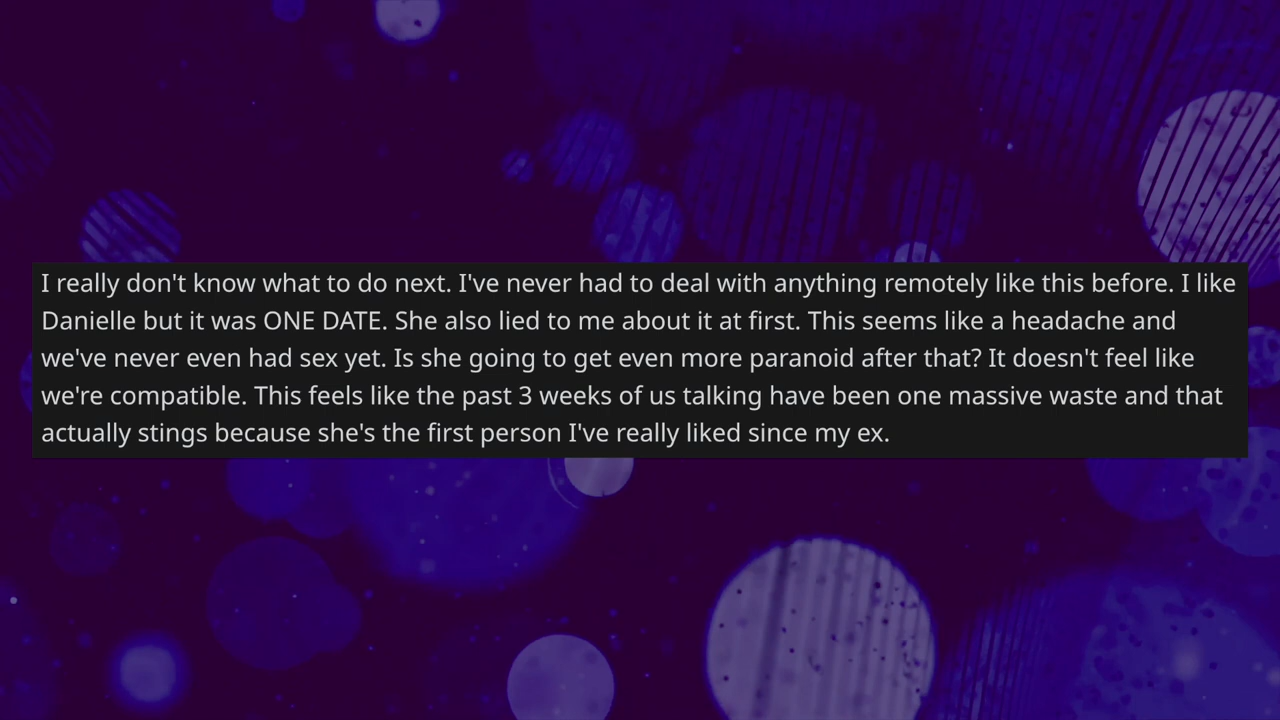 I really don't know what to do next. I've never had to deal with anything remotely like this before. I like
Danielle but it was ONE DATE. She also lied to me about it at first. This seems like a headache and
we've never even had sex yet. Is she going to get even more paranoid after that? It doesn't feel like
we're compatible. This feels like the past 3 weeks of us talking have been one massive waste and that
actually stings because she's the first person I've really liked since my ex.